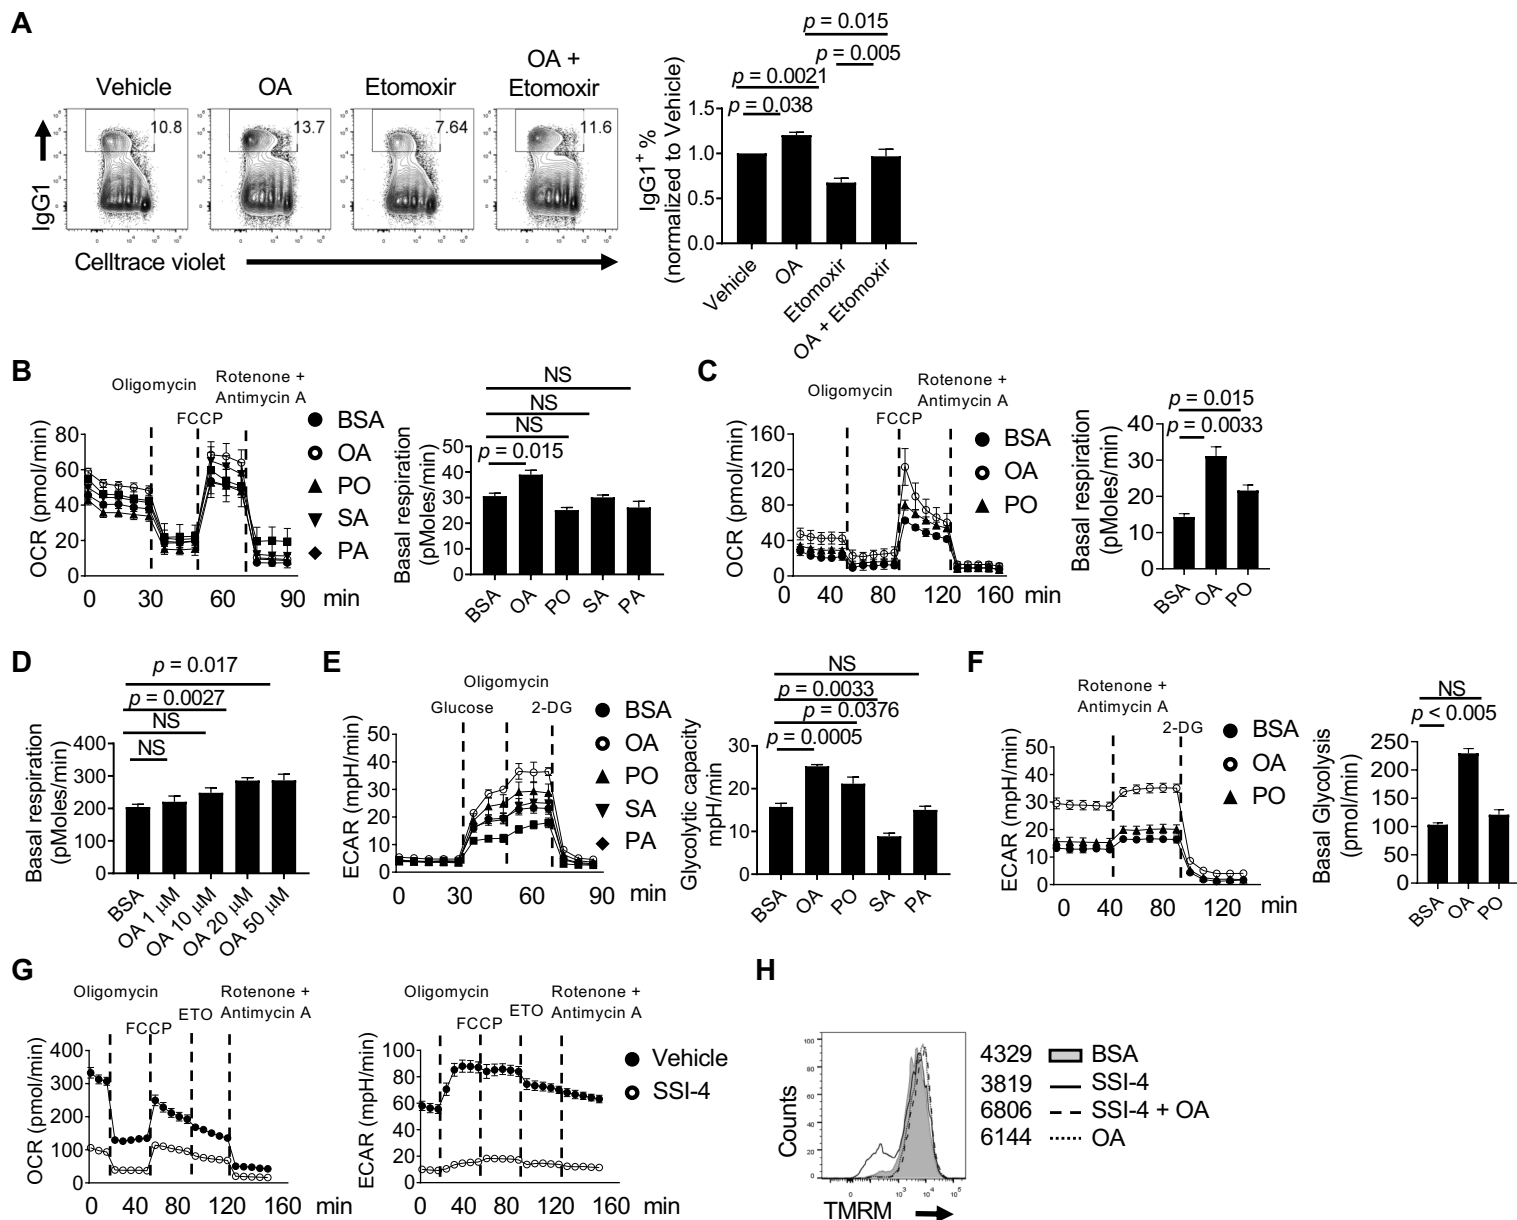 A
Vehicle
OA
Etomoxir
OA +
Etomoxir
10.8
13.7
7.64
11.6
IgG1
Celltrace violet
p = 0.015
p = 0.005
p = 0.0021
p = 0.038
IgG1+ %
(normalized to Vehicle)
1.5
1.0
0.5
0.0
Vehicle
OA
Etomoxir
OA + Etomoxir
B
Oligomycin
FCCP
Rotenone +
Antimycin A
OCR (pmol/min)
80
60
40
20
0
0 30 60 90 min
BSA
OA
PO
SA
PA
NS
NS
NS
p = 0.015
Basal respiration
(pMoles/min)
50
40
30
20
10
0
BSA
OA
PO
SA
PA
C
Oligomycin
FCCP
Rotenone +
Antimycin A
OCR (pmol/min)
160
120
80
40
0
0 40 80 120 160 min
BSA
OA
PO
p = 0.015
p = 0.0033
Basal respiration
(pMoles/min)
40
30
20
10
0
BSA
OA
PO
D
p = 0.017
p = 0.0027
NS
NS
Basal respiration
(pMoles/min)
400
300
200
100
0
BSA
OA 1 μM
OA 10 μM
OA 20 μM
OA 50 μM
E
Oligomycin
Glucose
2-DG
ECAR (mpH/min)
50
40
30
20
10
0
0 30 60 90 min
BSA
OA
PO
SA
PA
NS
p = 0.0033
p = 0.0376
p = 0.0005
Glycolytic capacity
mpH/min
30
20
10
0
BSA
OA
PO
SA
PA
F
Rotenone +
Antimycin A
2-DG
ECAR (mpH/min)
50
40
30
20
10
0
0 40 80 120 min
BSA
OA
PO
NS
p < 0.005
Basal Glycolysis
(pmol/min)
250
200
150
100
50
0
BSA
OA
PO
G
Oligomycin
FCCP
ETO
Rotenone +
Antimycin A
OCR (pmol/min)
400
300
200
100
0
0 40 80 120 160 min
Oligomycin
FCCP
ETO
Rotenone +
Antimycin A
ECAR (mpH/min)
100
80
60
40
20
0
0 40 80 120 160 min
Vehicle
SSI-4
H
Counts
100
80
60
40
20
0
0 10³ 10⁴ 10⁵
TMRM
4329 BSA
3819 SSI-4
6806 SSI-4 + OA
6144 OA